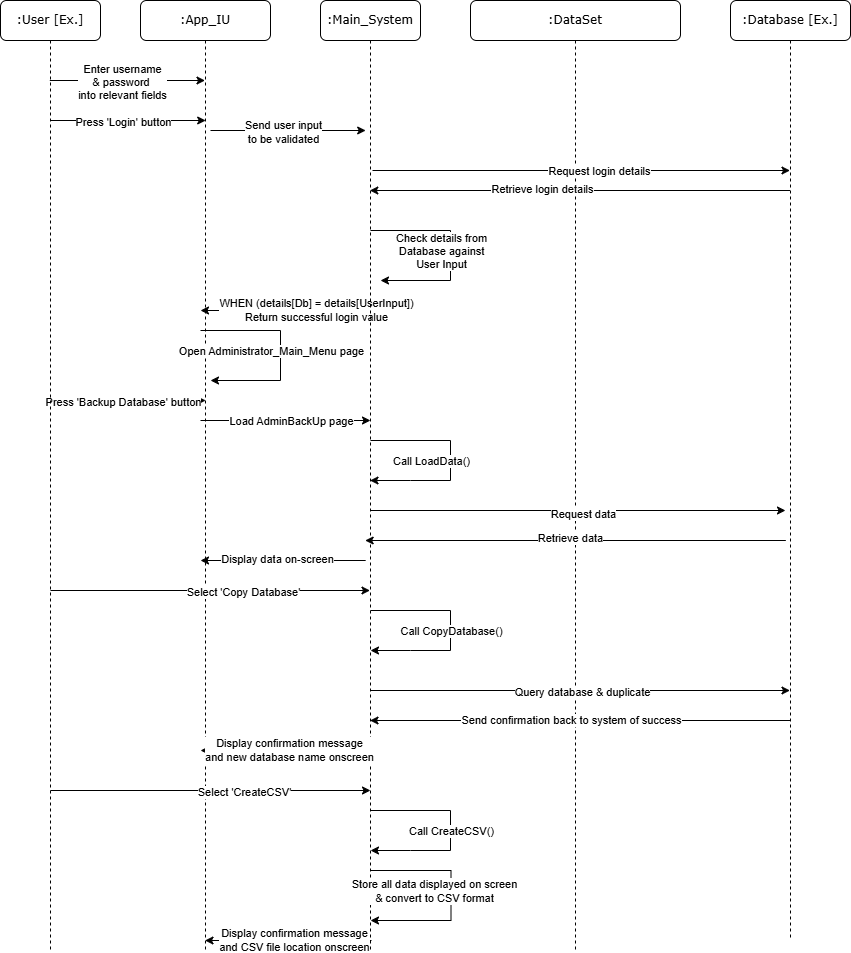 :User [Ex.]
:App_IU
:Main_System
:DataSet
:Database [Ex.]
Enter username
& password
into relevant fields
Press 'Login' button
Send user input
to be validated
Request login details
Retrieve login details
Check details from
Database against
User Input
WHEN (details[Db] = details[UserInput])
Return successful login value
Open Administrator_Main_Menu page
Press 'Backup Database' button
Load AdminBackUp page
Call LoadData()
Request data
Retrieve data
Display data on-screen
Select 'Copy Database'
Call CopyDatabase()
Query database & duplicate
Send confirmation back to system of success
Display confirmation message
and new database name onscreen
Select 'CreateCSV'
Call CreateCSV()
Store all data displayed on screen
& convert to CSV format
Display confirmation message
and CSV file location onscreen